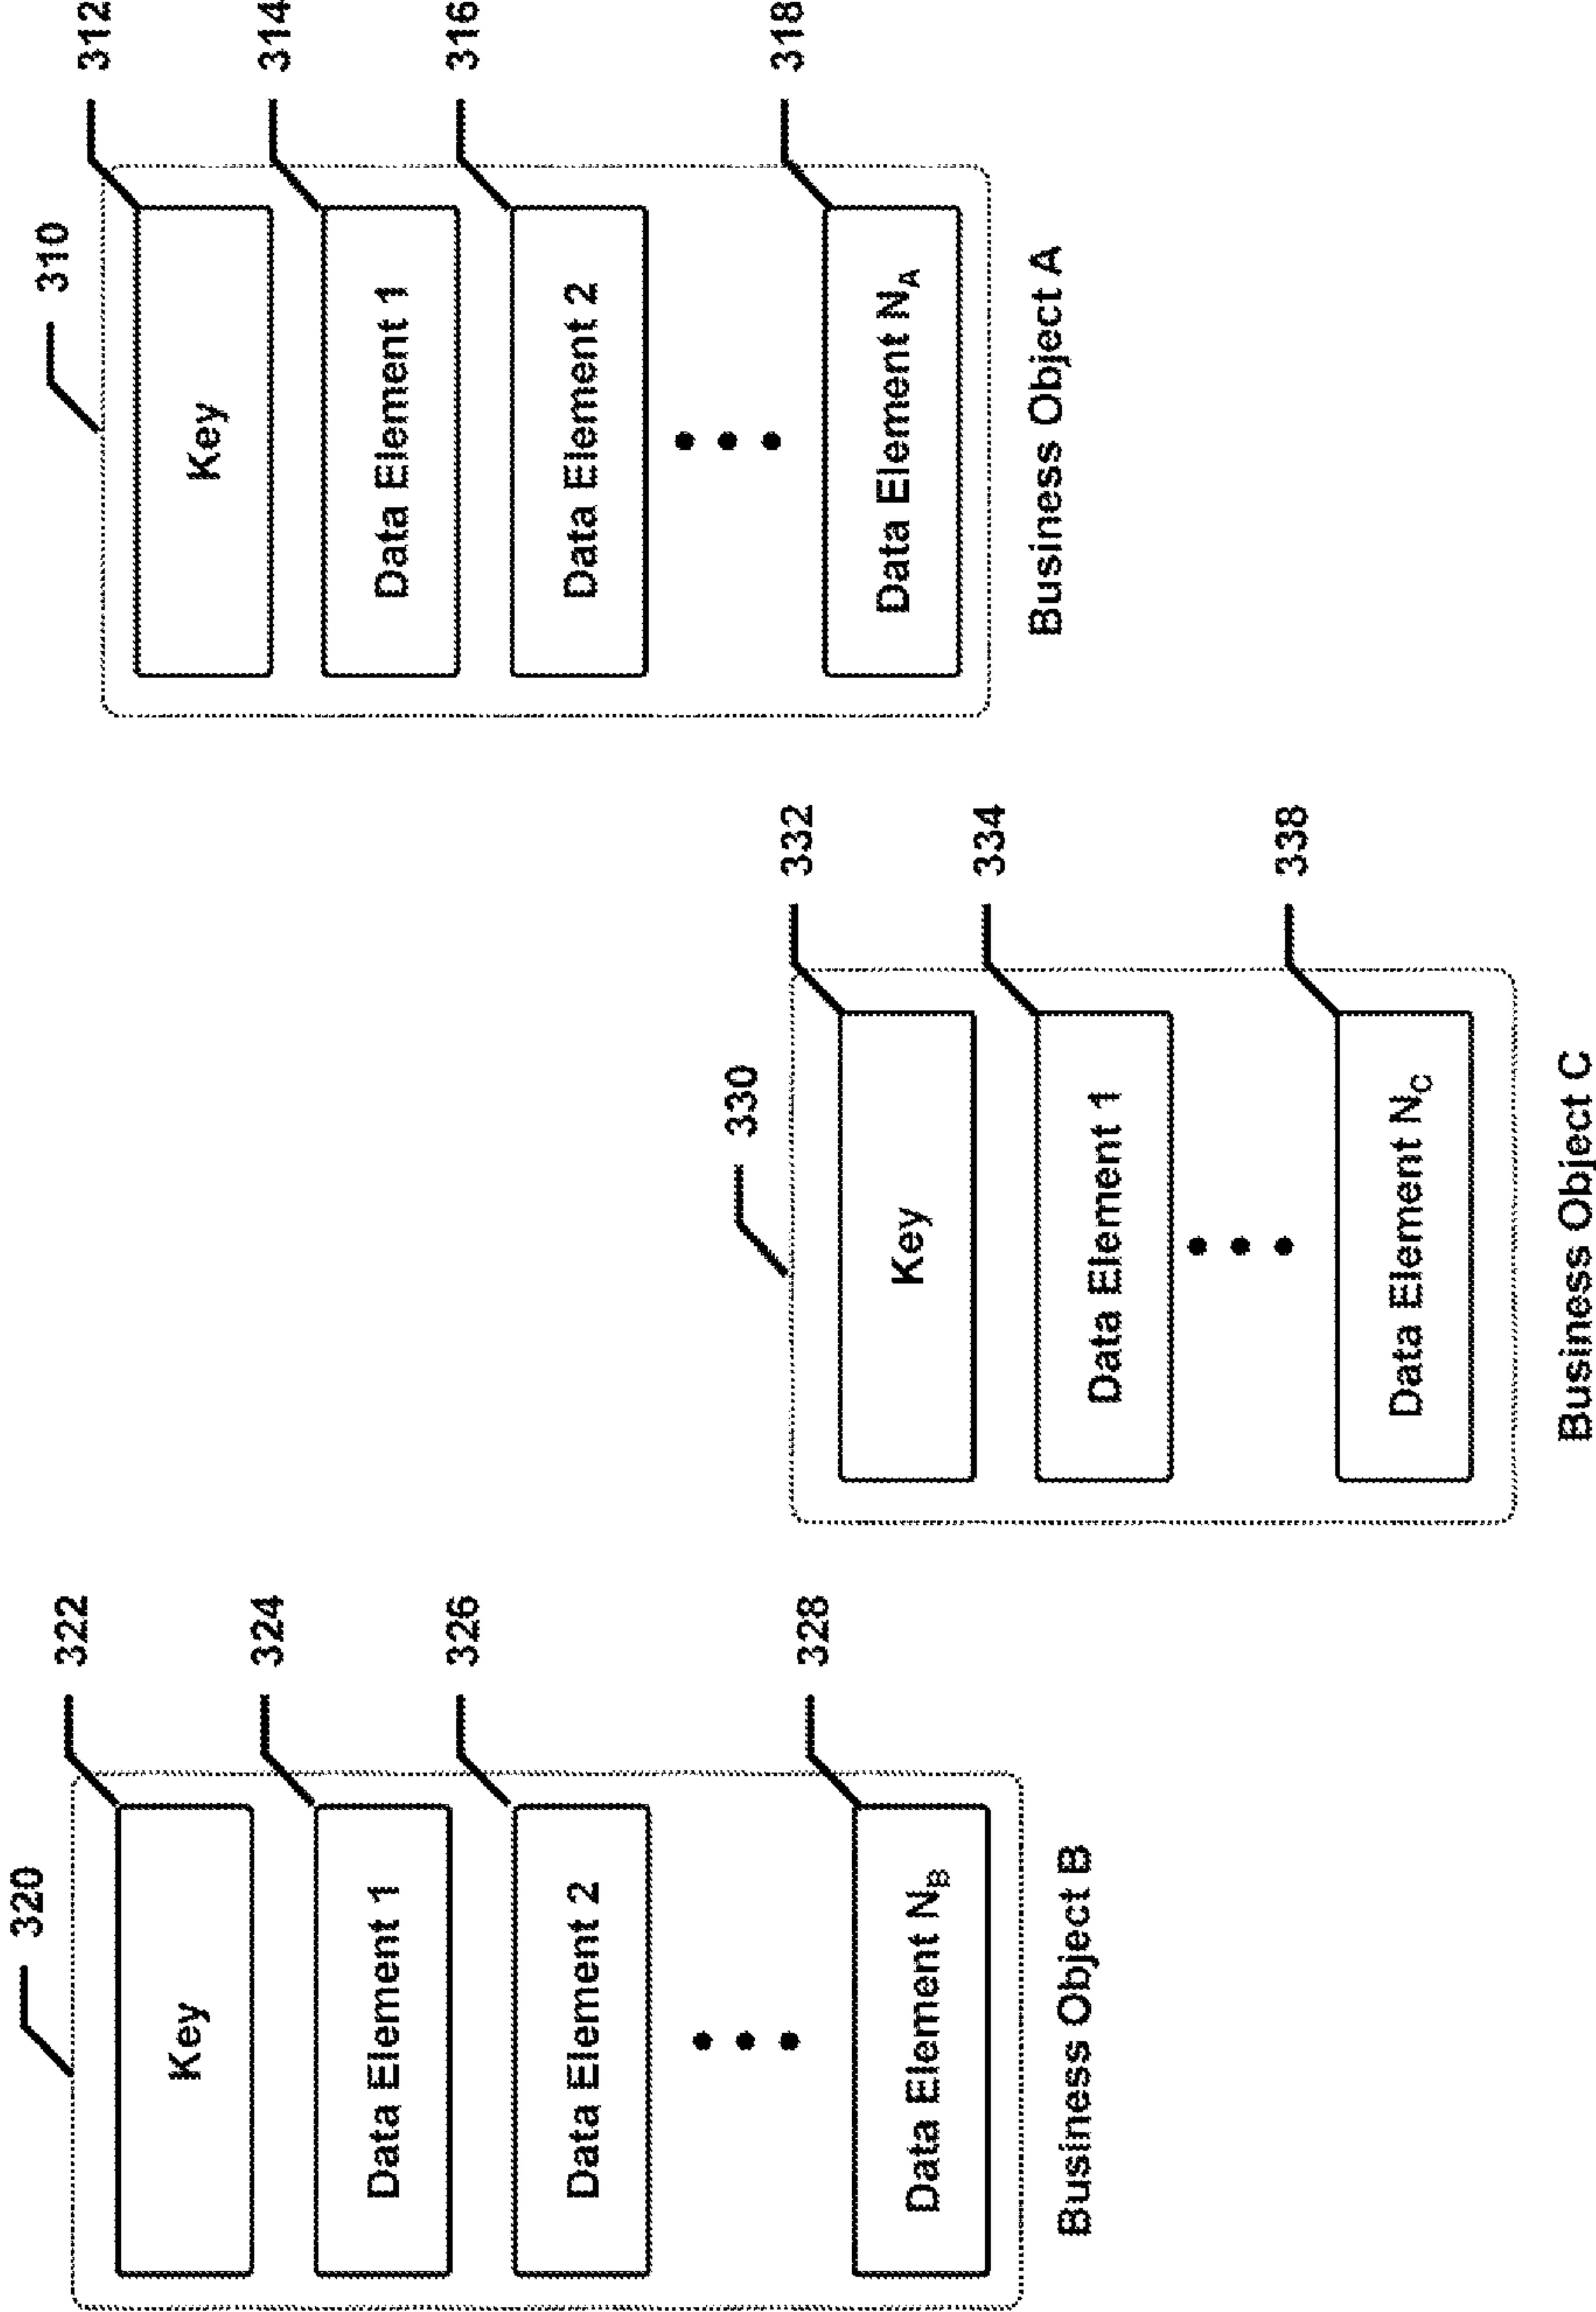 320
322
Key
324
Data Element 1
326
Data Element 2
328
Data Element N_B
Business Object B
330
332
Key
334
Data Element 1
338
Data Element N_C
Business Object C
310
312
Key
314
Data Element 1
316
Data Element 2
318
Data Element N_A
Business Object A